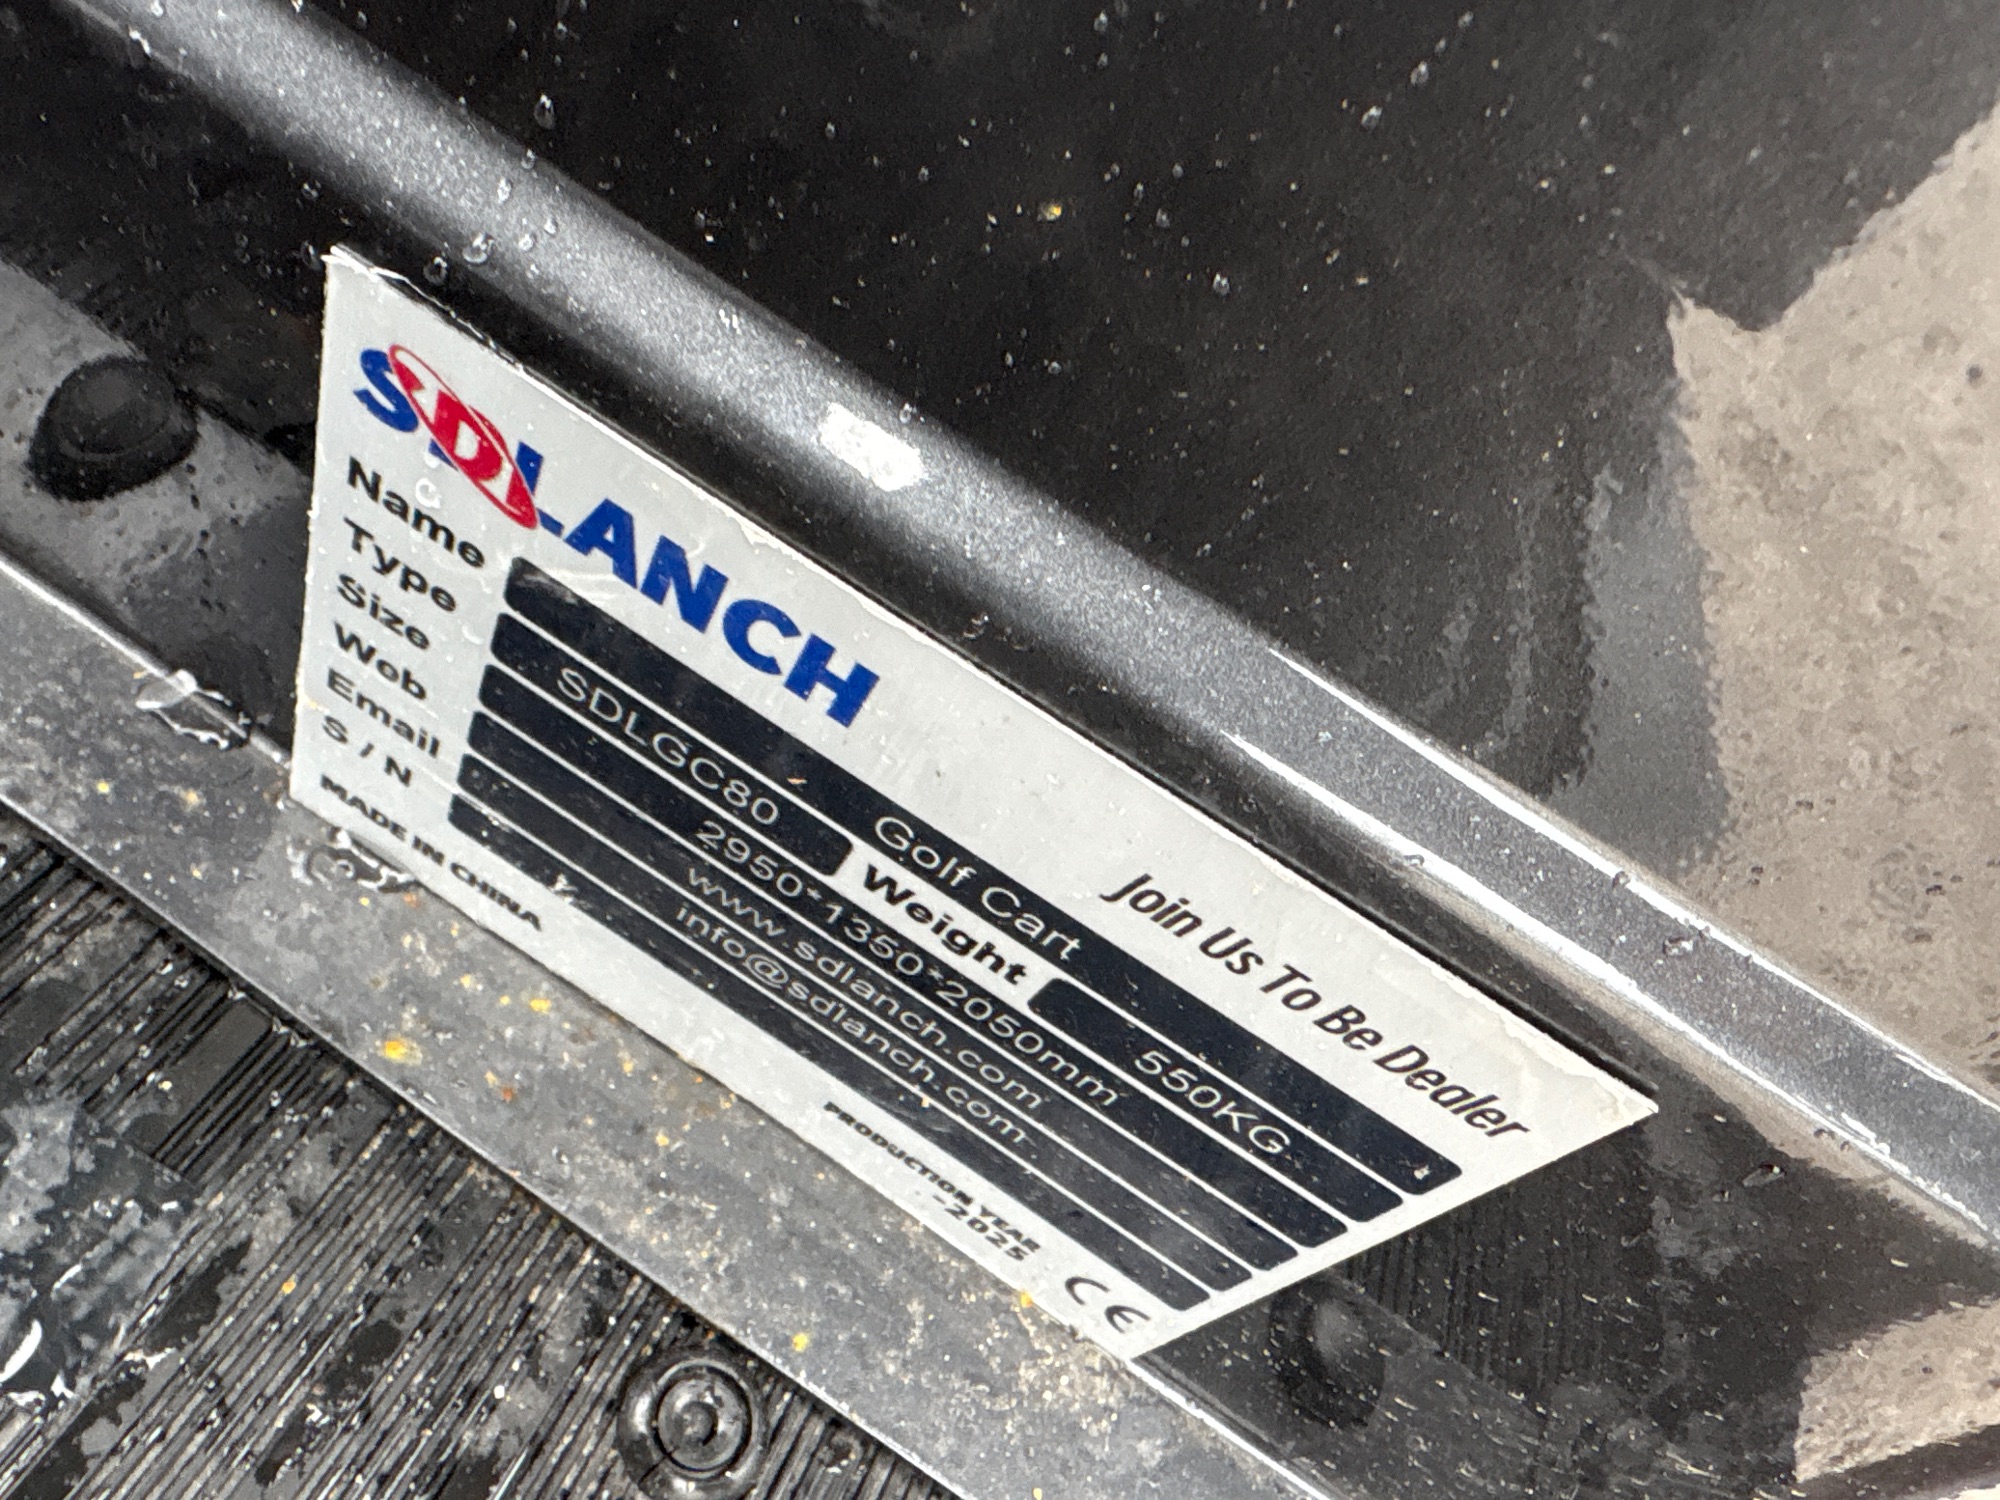 SDLANCH
Join Us To Be Dealer
Name Golf Cart
Type SDLGC80 Weight 550KG
Size 2950*1350*2050mm
Wob www.sdlanch.com
Email info@sdlanch.com
S / N
MADE IN CHINA
PRODUCTION YEAR
-2025
CE